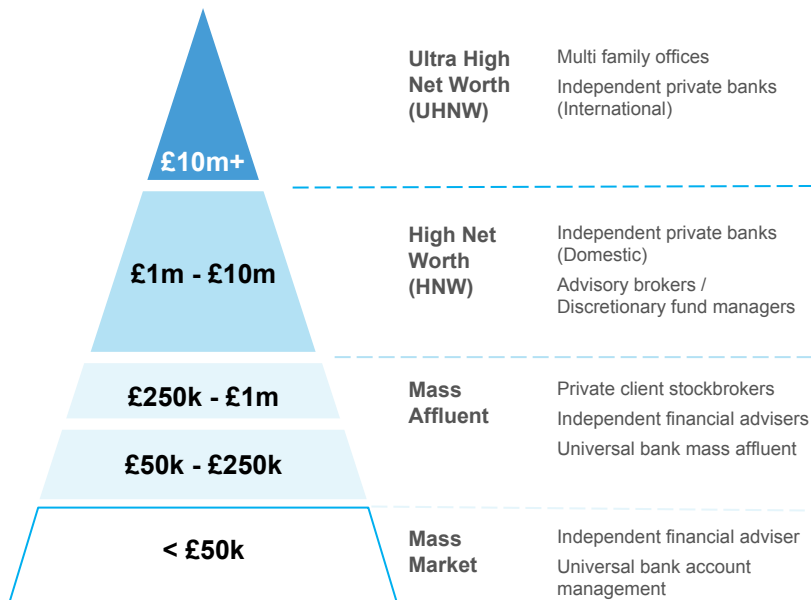 £10m+
Ultra High
Net Worth
(UHNW)
Multi family offices
Independent private banks
(International)
£1m - £10m
High Net
Worth
(HNW)
Independent private banks
(Domestic)
Advisory brokers /
Discretionary fund managers
£250k - £1m
£50k - £250k
Mass
Affluent
Private client stockbrokers
Independent financial advisers
Universal bank mass affluent
< £50k
Mass
Market
Independent financial adviser
Universal bank account
management